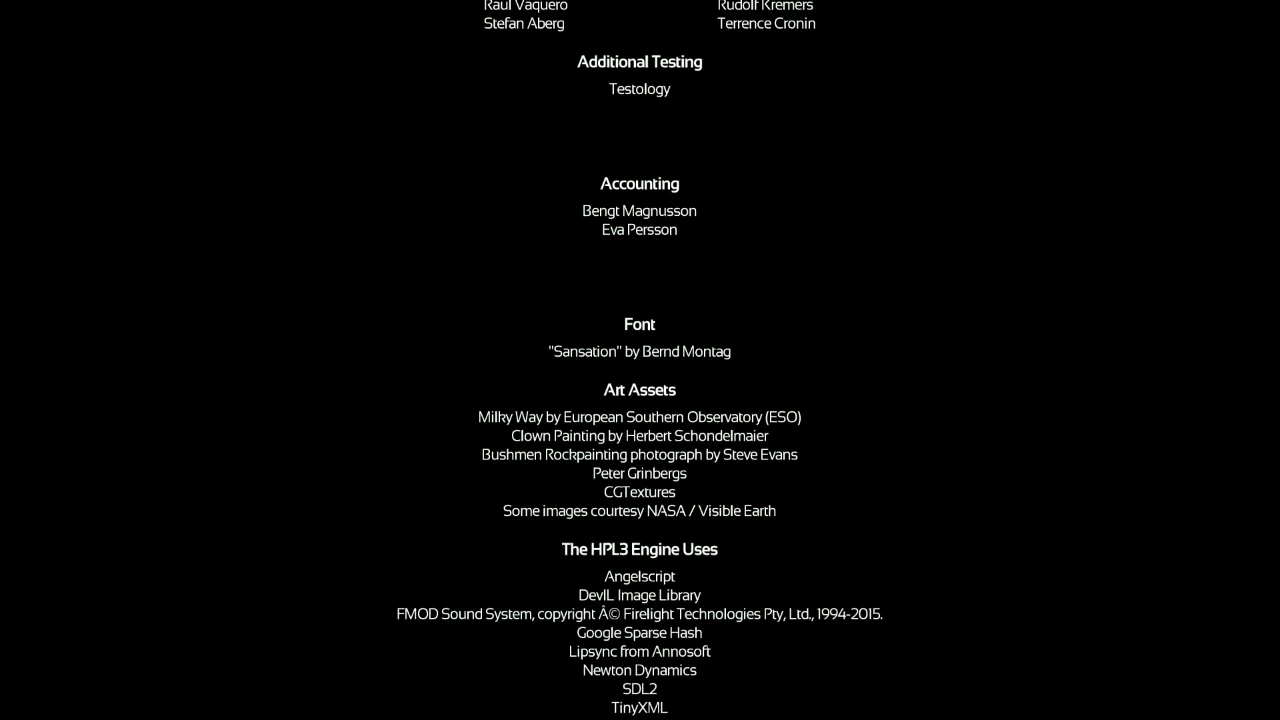 Raul Vaquero Rudolf Kremers
Stefan Aberg Terrence Cronin
Additional Testing
Testology
Accounting
Bengt Magnusson
Eva Persson
Font
"Sansation" by Bernd Montag
Art Assets
Milky Way by European Southern Observatory (ESO)
Clown Painting by Herbert Schondelmaier
Bushmen Rockpainting photograph by Steve Evans
Peter Grinbergs
CGTextures
Some images courtesy NASA / Visible Earth
The HPL3 Engine Uses
Angelscript
DevIL Image Library
FMOD Sound System, copyright Â© Firelight Technologies Pty, Ltd., 1994-2015.
Google Sparse Hash
Lipsync from Annosoft
Newton Dynamics
SDL2
TinyXML